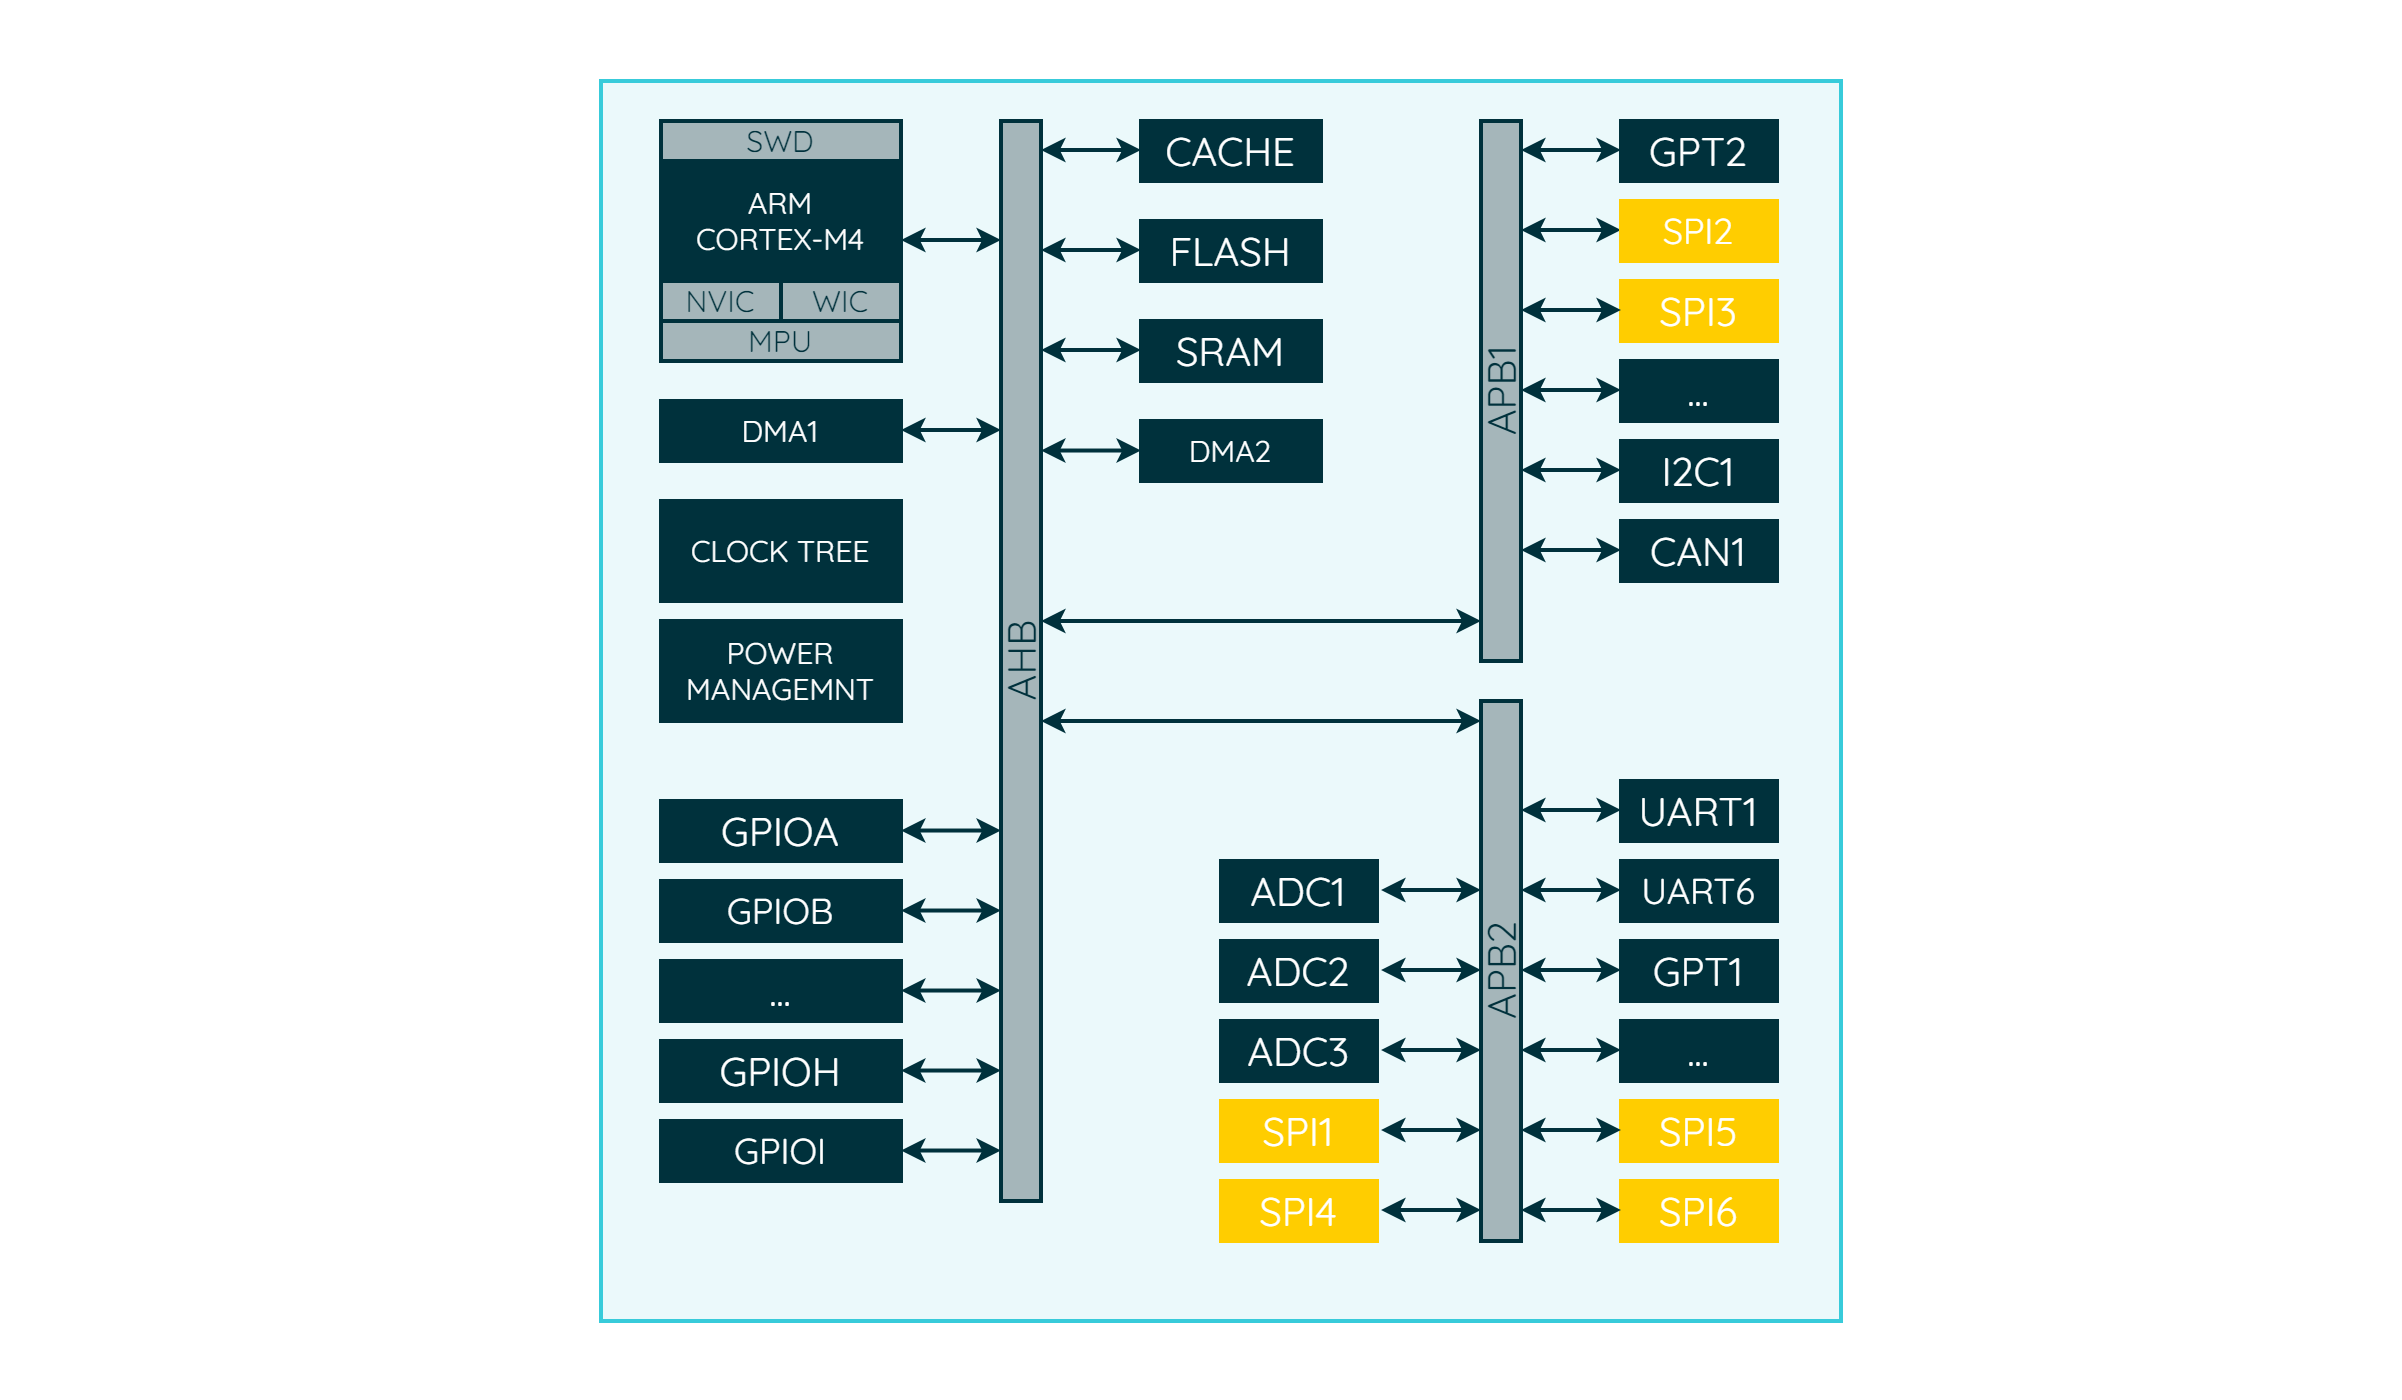 SWD
ARM
CORTEX-M4
NVIC
WIC
MPU
DMA1
CLOCK TREE
POWER
MANAGEMNT
GPIOA
GPIOB
...
GPIOH
GPIOI
AHB
CACHE
FLASH
SRAM
DMA2
APB1
GPT2
SPI2
SPI3
...
I2C1
CAN1
ADC1
ADC2
ADC3
SPI1
SPI4
APB2
UART1
UART6
GPT1
...
SPI5
SPI6